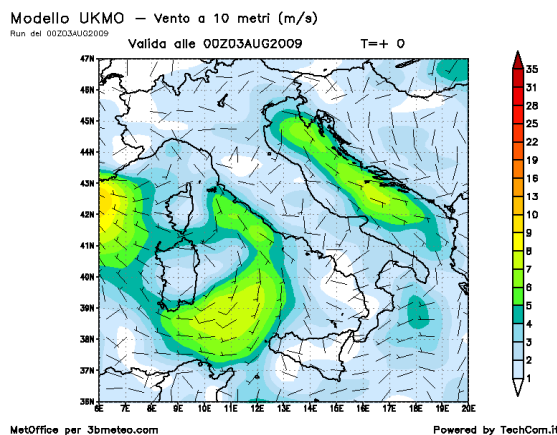 Modello UKMO – Vento a 10 metri (m/s)
Run del 00Z03AUG2009
Valida alle 00Z03AUG2009 T=+ 0
47N
46N
45N
44N
43N
42N
41N
40N
39N
38N
37N
36N
6E 7E 8E 9E 10E 11E 12E 13E 14E 15E 16E 17E 18E 19E 20E
35
31
28
25
22
19
16
13
10
9
8
7
6
5
4
3
2
1
MetOffice per 3bmeteo.com
Powered by TechCom.it